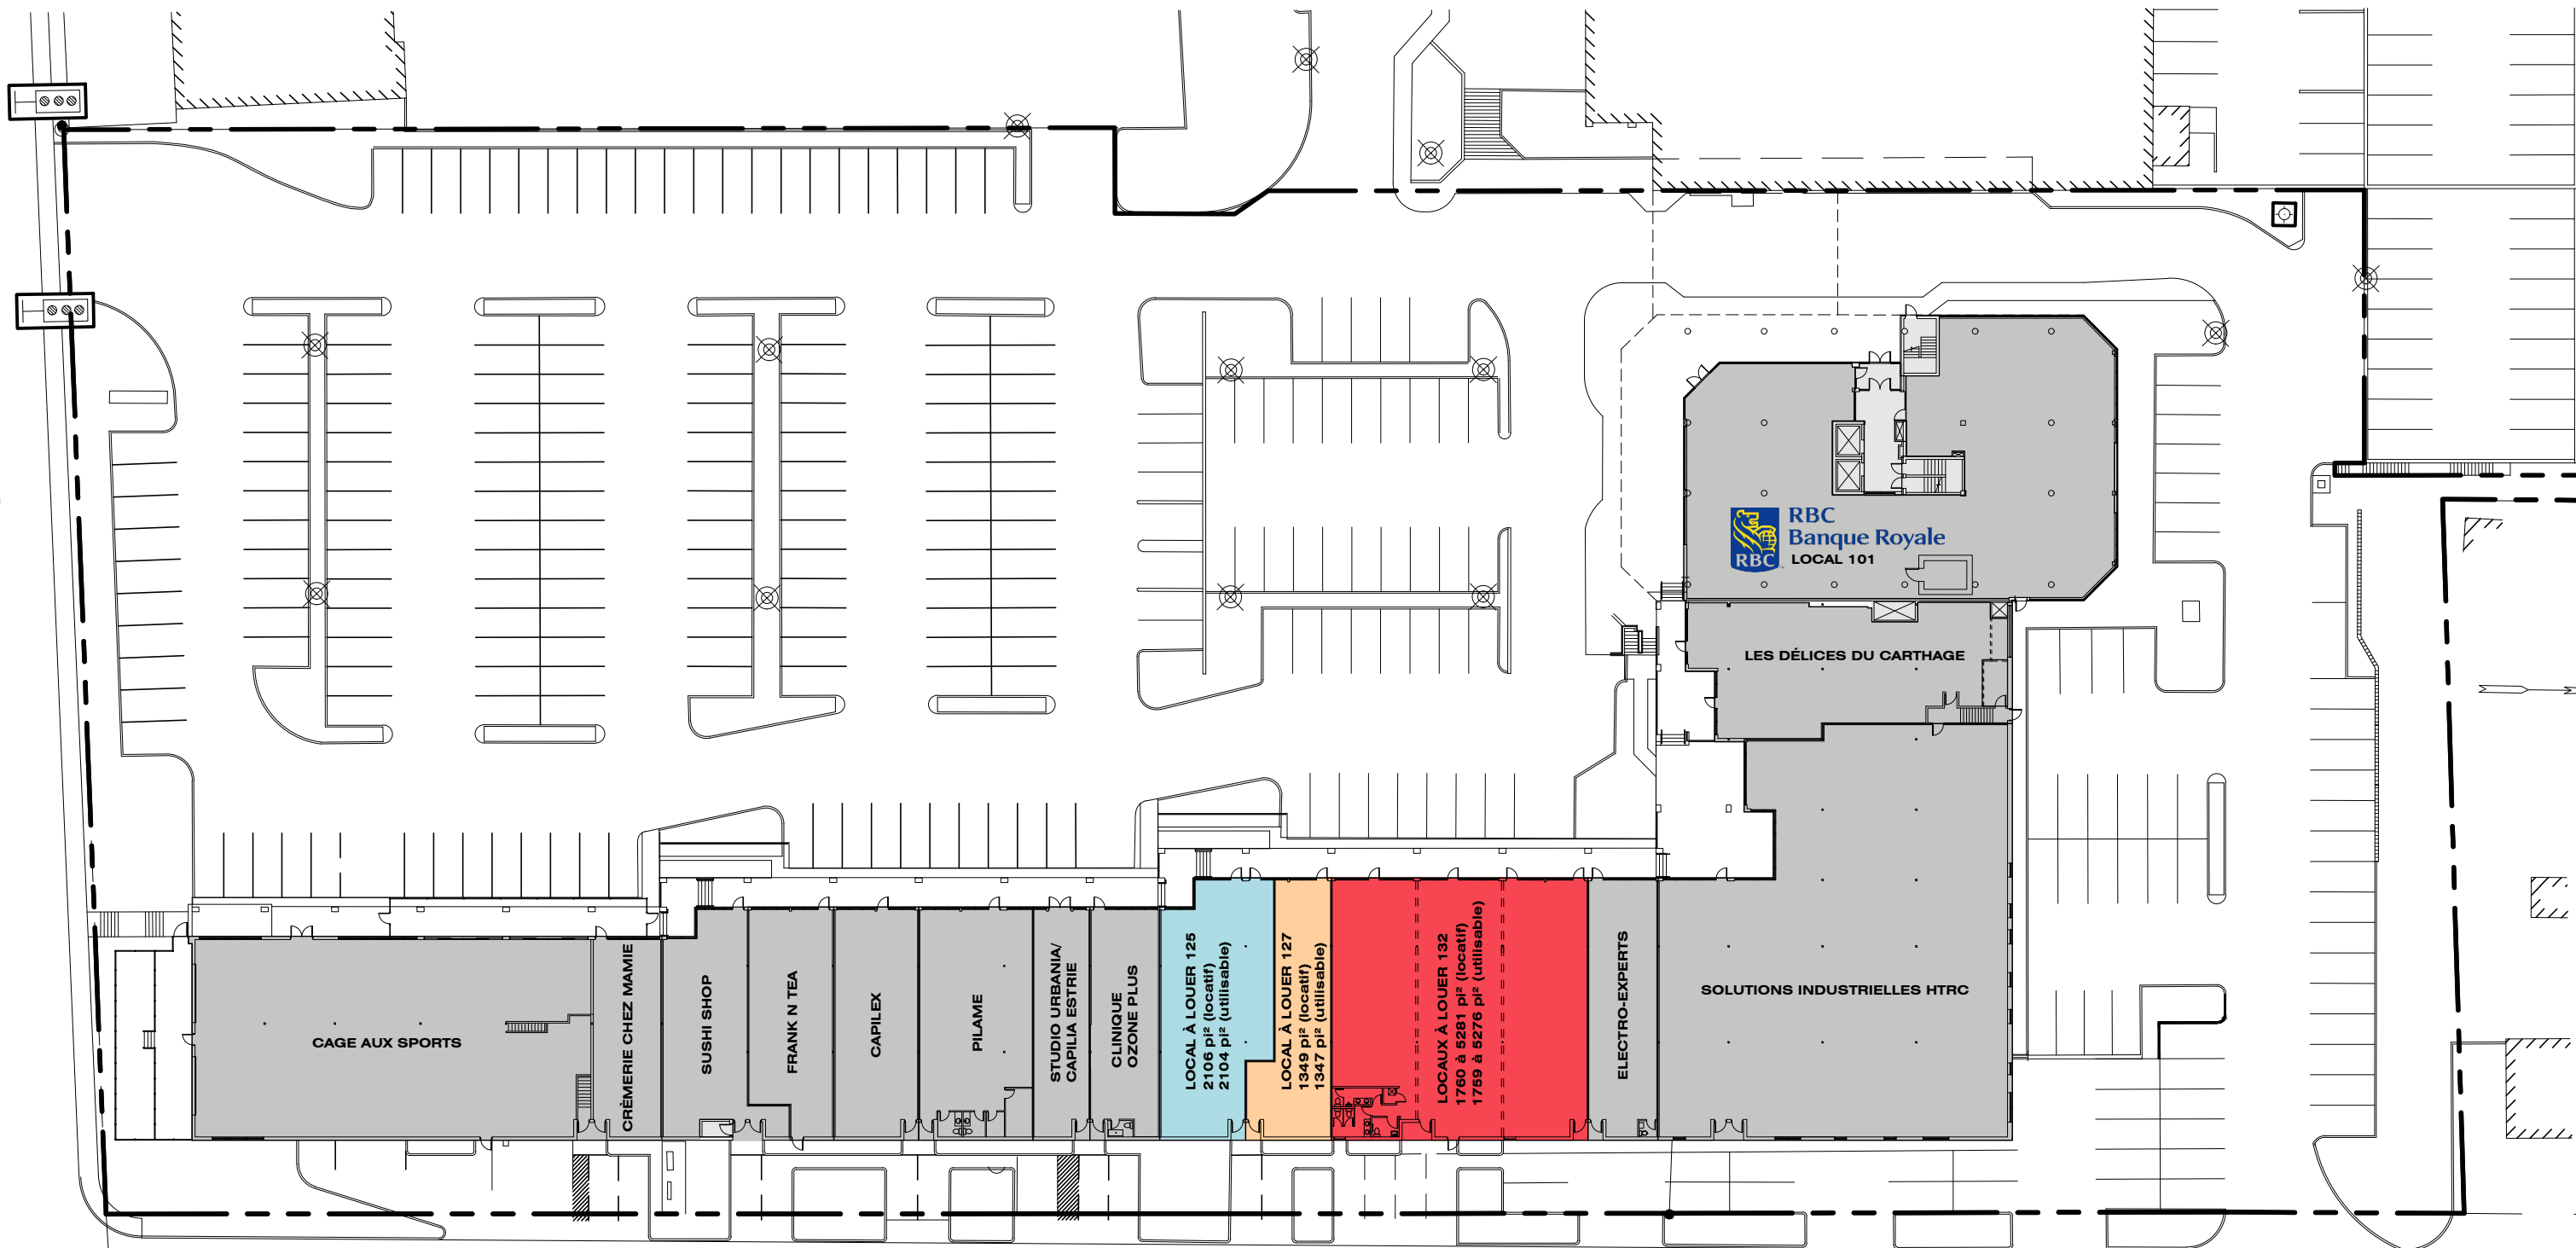 RBC
Banque Royale
RBC
LOCAL 101
LES DÉLICES DU CARTHAGE
CAGE AUX SPORTS
CRÈMERIE CHEZ MAMIE
SUSHI SHOP
FRANK N TEA
CAPILEX
PILAME
STUDIO URBANIA/
CAPILIA ESTRIE
CLINIQUE
OZONE PLUS
LOCAL À LOUER 125
2106 pi² (locatif)
2104 pi² (utilisable)
LOCAL À LOUER 127
1349 pi² (locatif)
1347 pi² (utilisable)
LOCAUX À LOUER 132
1760 à 5281 pi² (locatif)
1759 à 5276 pi² (utilisable)
ELECTRO-EXPERTS
SOLUTIONS INDUSTRIELLES HTRC